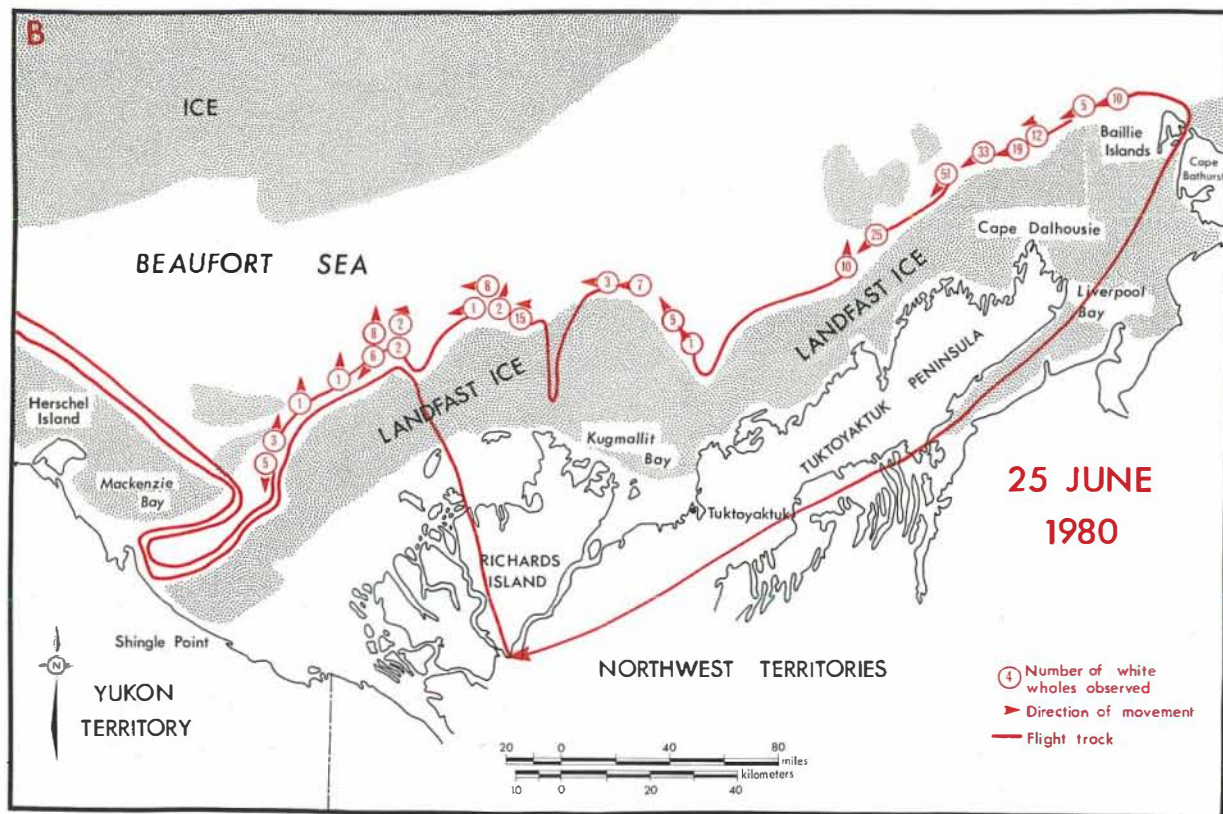 B
ICE
BEAUFORT SEA
10
5
12
19
33
51
25
10
Baillie
Islands
Cape
Bathurst
Cape Dalhousie
Liverpool
Bay
LANDFAST ICE
TUKTOYAKTUK
PENINSULA
3
7
5
1
8
1
2
15
8
2
6
2
1
1
3
5
LANDFAST ICE
Herschel
Island
Mackenzie
Bay
Kugmallit
Bay
Tuktoyaktuk
RICHARDS
ISLAND
25 JUNE
1980
Shingle Point
N
YUKON
TERRITORY
NORTHWEST TERRITORIES
4 Number of white
wholes observed
Direction of movement
Flight track
20 0 40 80
miles
kilometers
10 0 20 40